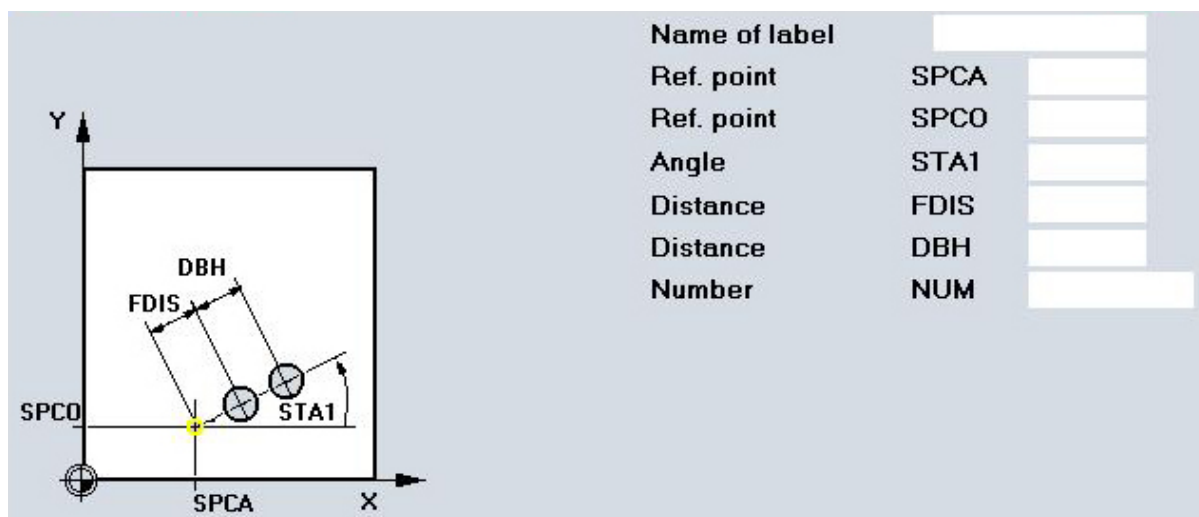 Y
DBH
FDIS
SPCO
STA1
SPCA
X
Name of label
Ref. point SPCA
Ref. point SPCO
Angle STA1
Distance FDIS
Distance DBH
Number NUM